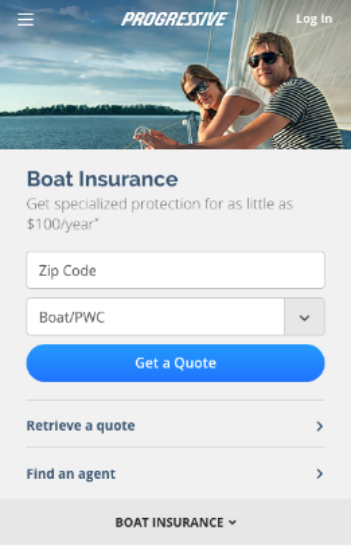 PROGRESSIVE
Log In
Boat Insurance
Get specialized protection for as little as
$100/year*
Zip Code
Boat/PWC
Get a Quote
Retrieve a quote
Find an agent
BOAT INSURANCE